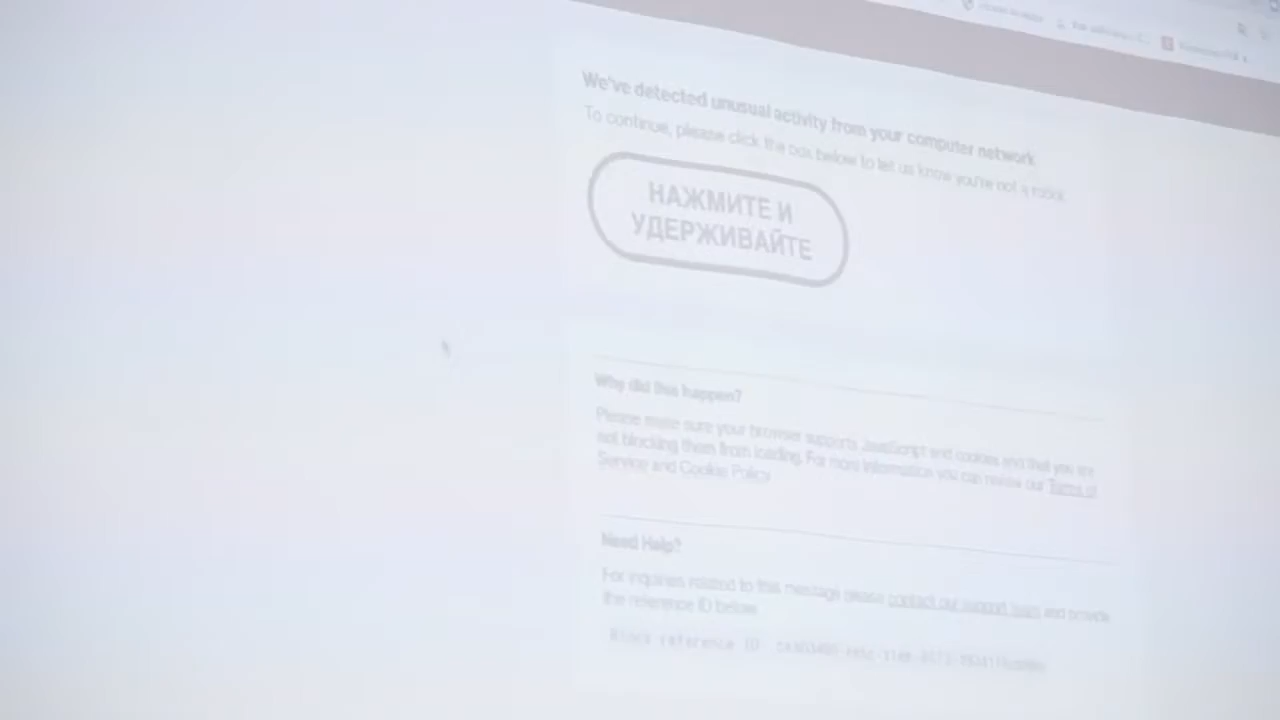 We've detected unusual activity from your computer network
To continue, please click the box below to let us know you're not a robot.
НАЖМИТЕ И
УДЕРЖИВАЙТЕ
Why did this happen?
Please make sure your browser supports JavaScript and cookies and that you are
not blocking them from loading. For more information you can review our Terms of
Service and Cookie Policy
Need Help?
For inquiries related to this message please contact our support team and provide
the reference ID below.
Block reference ID: